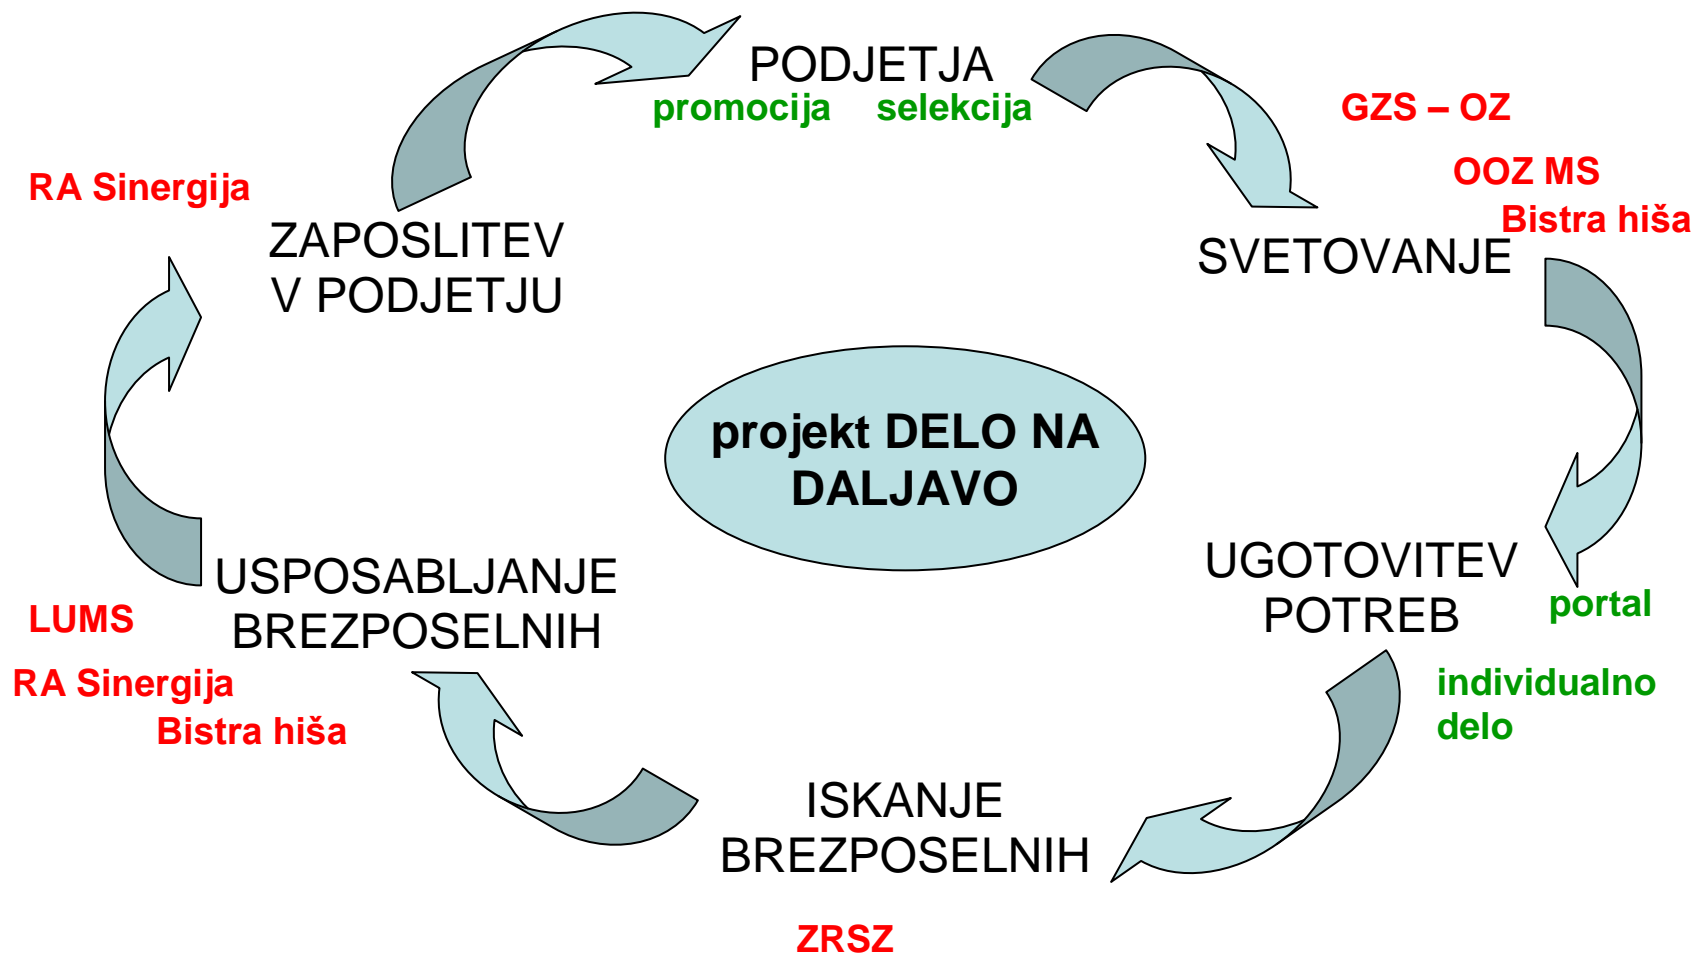 PODJETJA
promocija selekcija
GZS – OZ
OOZ MS
Bistra hiša
SVETOVANJE
RA Sinergija
ZAPOSLITEV
V PODJETJU
projekt DELO NA
DALJAVO
UGOTOVITEV
POTREB
portal
individualno
delo
USPOSABLJANJE
BREZPOSELNIH
LUMS
RA Sinergija
Bistra hiša
ISKANJE
BREZPOSELNIH
ZRSZ